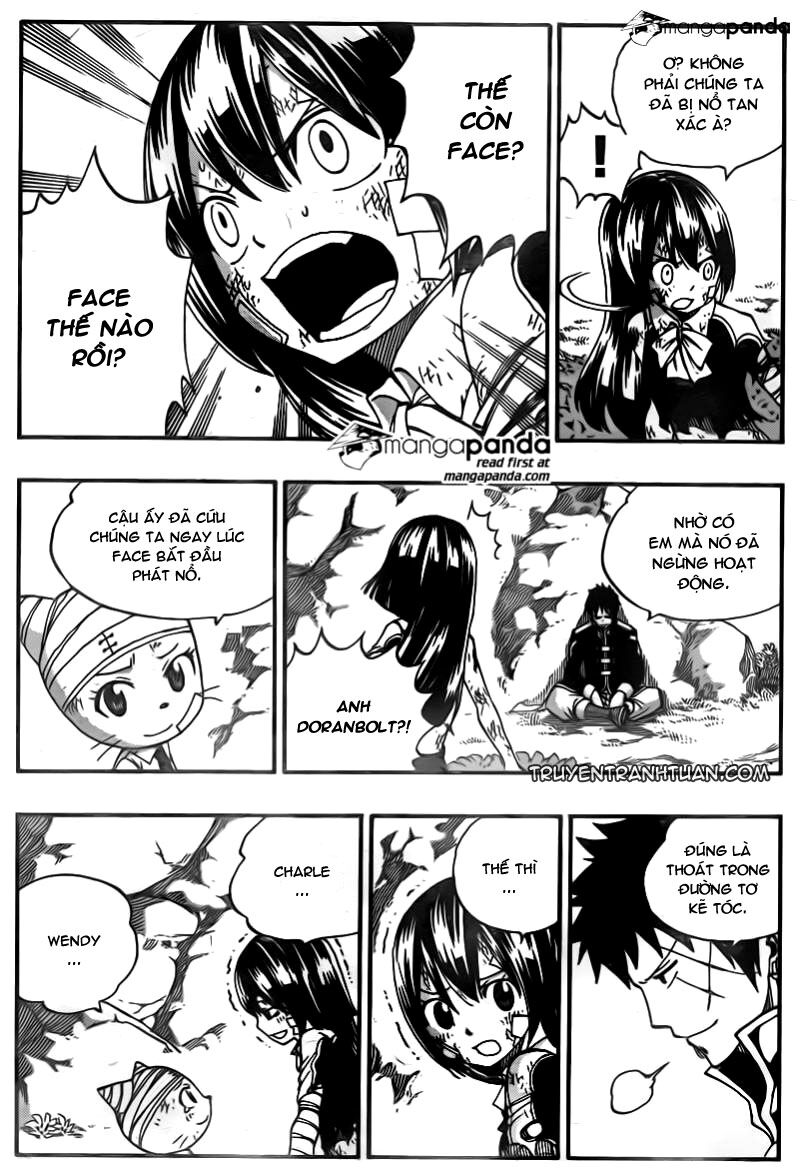 mangapanda
Ơ? KHÔNG
PHẢI CHÚNG TA
ĐÃ BỊ NỔ TAN
XÁC À?
!
THẾ
CÒN
FACE?
FACE
THẾ NÀO
RỒI?
mangapanda
read first at
mangapanda.com
NHỜ CÓ
EM MÀ NÓ ĐÃ
NGỪNG HOẠT
ĐỘNG.
ANH
DORANBOLT?!
CẬU ẤY ĐÃ CỨU
CHÚNG TA NGAY LÚC
FACE BẮT ĐẦU
PHÁT NỔ.
TRUYENTRANHTUAN.COM
ĐÚNG LÀ
THOÁT TRONG
ĐƯỜNG TƠ
KẼ TÓC.
THẾ THÌ
...
CHARLE
...
WENDY
...